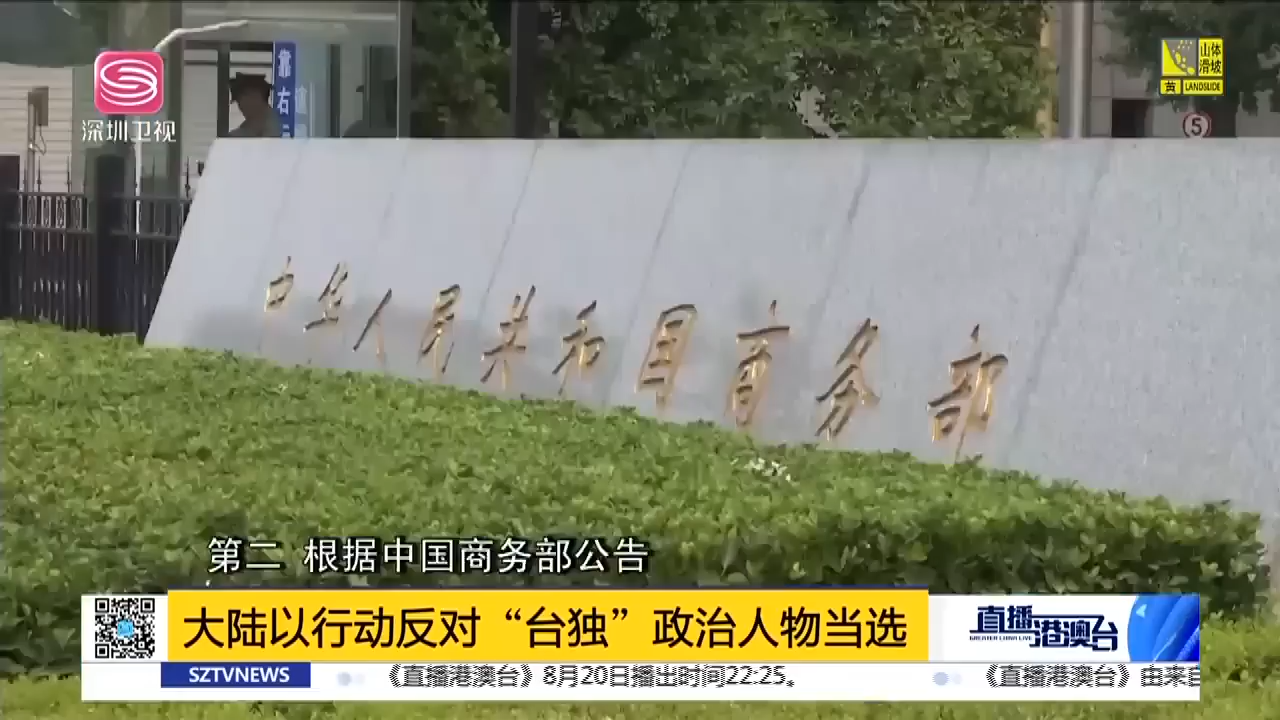 深圳卫视
靠右
山体
滑坡
黄 LANDSLIDE
5
中华人民共和国商务部
第二 根据中国商务部公告
大陆以行动反对“台独”政治人物当选
直播
GREATER CHINA LIVE
港澳台
SZTVNEWS
《直播港澳台》8月20日播出时间22:25。
《直播港澳台》由来自